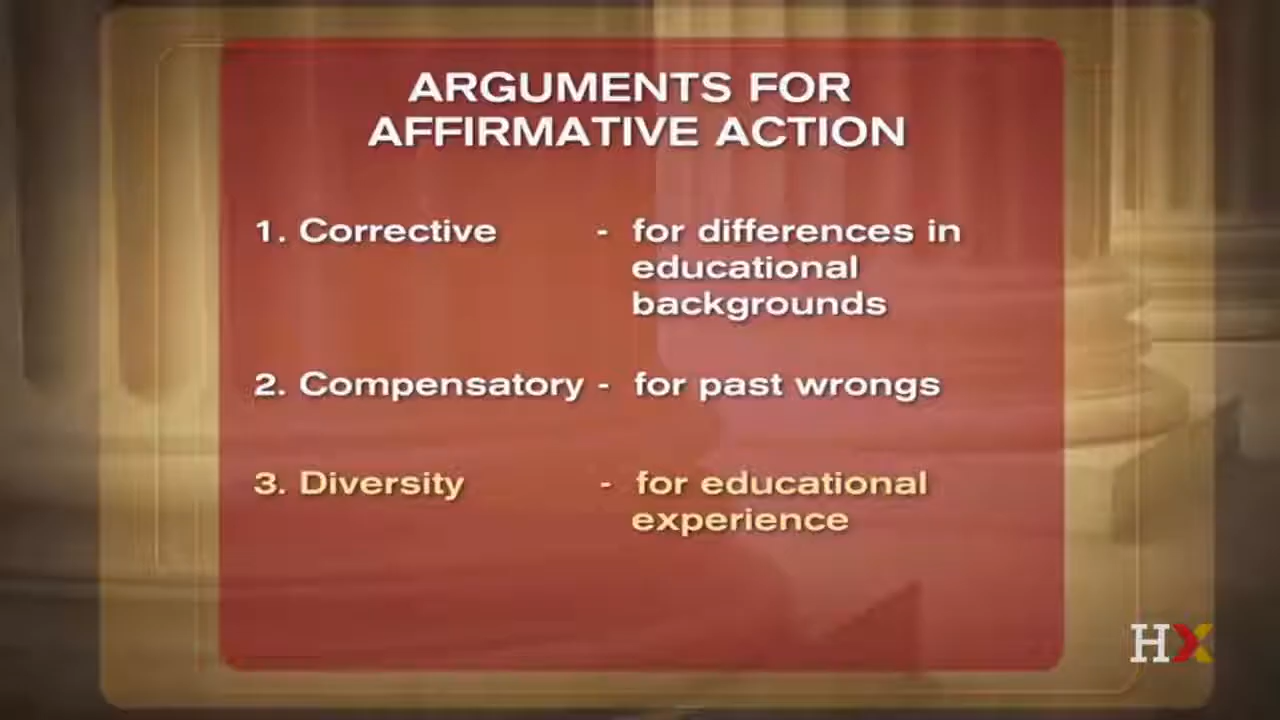 ARGUMENTS FOR
AFFIRMATIVE ACTION
1. Corrective - for differences in
educational
backgrounds
2. Compensatory - for past wrongs
3. Diversity - for educational
experience
HX